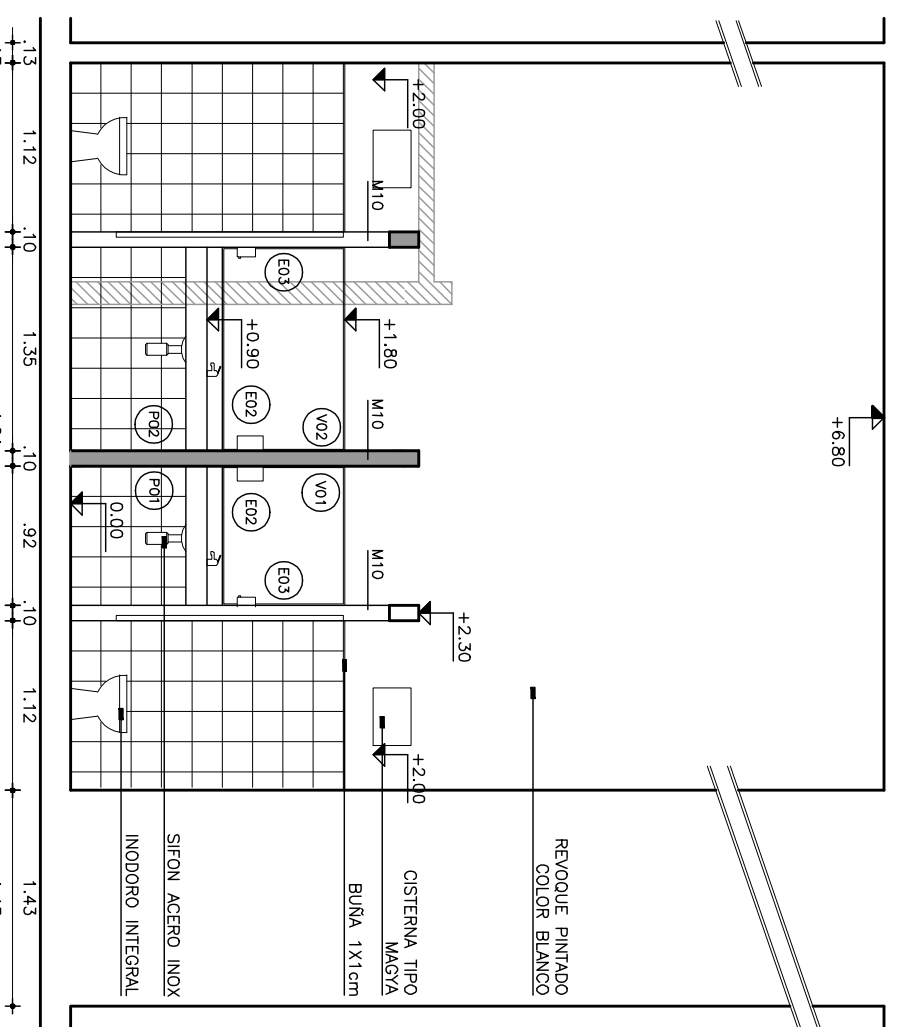 +6.80
REVOQUE PINTADO
COLOR BLANCO
+2.30
+2.00
+2.00
CISTERNA TIPO
MAGYA
M10
M10
M10
+1.80
BUÑA 1X1cm
V02
V01
E03
E02
E02
E03
+0.90
SIFON ACERO INOX
P02
P01
INODORO INTEGRAL
0.00
.13
1.12
.10
1.35
.10
.92
.10
1.12
1.43